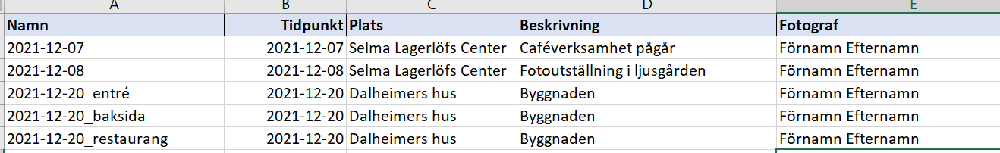 A B C D E
Namn Tidpunkt Plats Beskrivning Fotograf
2021-12-07 2021-12-07 Selma Lagerlöfs Center Caféverksamhet pågår Förnamn Efternamn
2021-12-08 2021-12-08 Selma Lagerlöfs Center Fotoutställning i ljusgården Förnamn Efternamn
2021-12-20_entré 2021-12-20 Dalheimers hus Byggnaden Förnamn Efternamn
2021-12-20_baksida 2021-12-20 Dalheimers hus Byggnaden Förnamn Efternamn
2021-12-20_restaurang 2021-12-20 Dalheimers hus Byggnaden Förnamn Efternamn